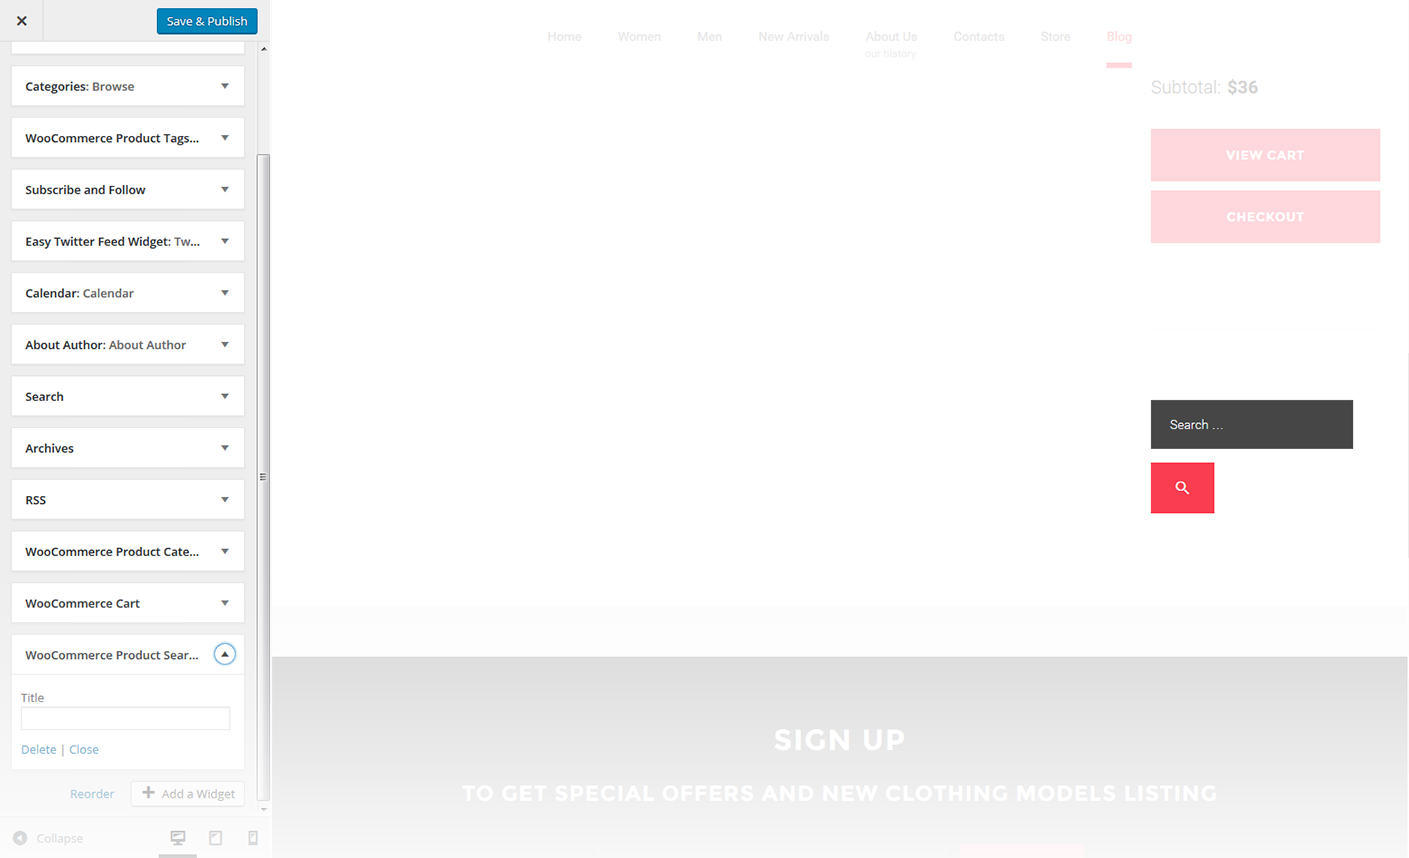 Save & Publish
Categories: Browse
WooCommerce Product Tags...
Subscribe and Follow
Easy Twitter Feed Widget: Tw...
Calendar: Calendar
About Author: About Author
Search
Archives
RSS
WooCommerce Product Cate...
WooCommerce Cart
WooCommerce Product Sear...
Title
Delete | Close
Reorder
Add a Widget
Collapse
Home Women Men New Arrivals About Us Contacts Store Blog
our history
Subtotal: $36
VIEW CART
CHECKOUT
Search ...
SIGN UP
TO GET SPECIAL OFFERS AND NEW CLOTHING MODELS LISTING